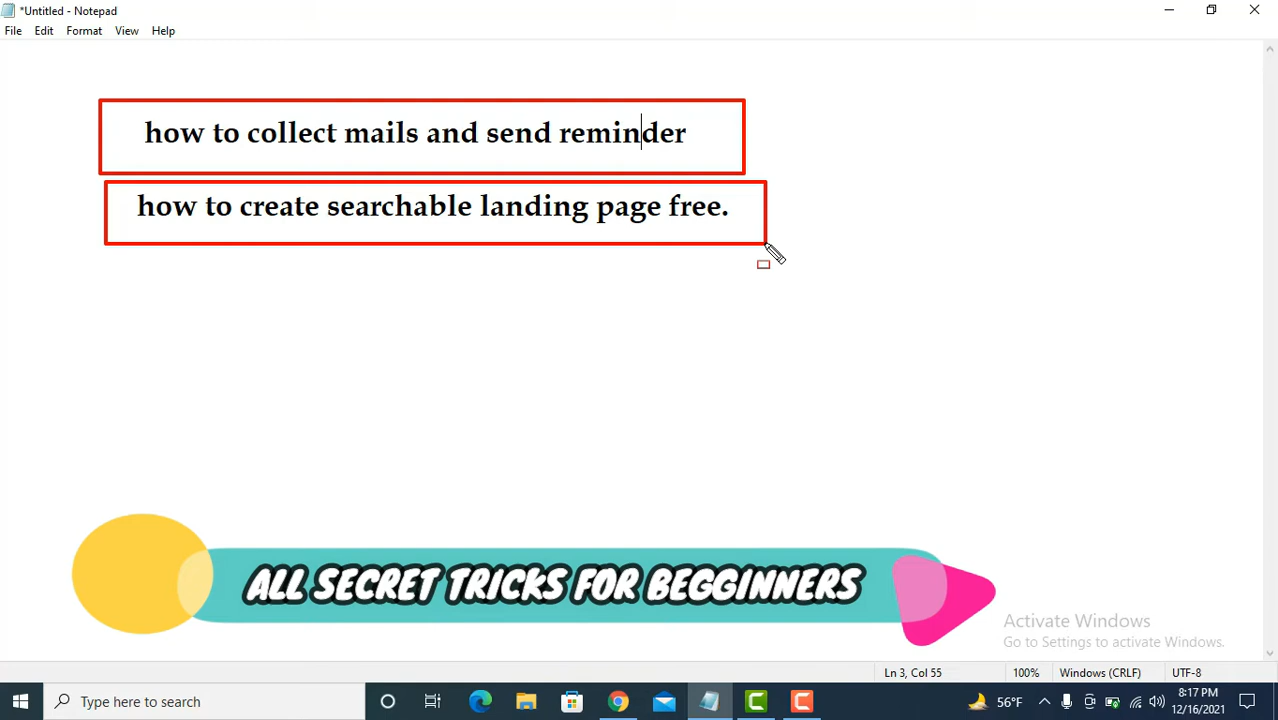 *Untitled - Notepad
File Edit Format View Help
how to collect mails and send reminder
how to create searchable landing page free.
ALL SECRET TRICKS FOR BEGGINNERS
Activate Windows
Go to Settings to activate Windows.
Ln 3, Col 55 100% Windows (CRLF) UTF-8
Type here to search
56°F
8:17 PM
12/16/2021